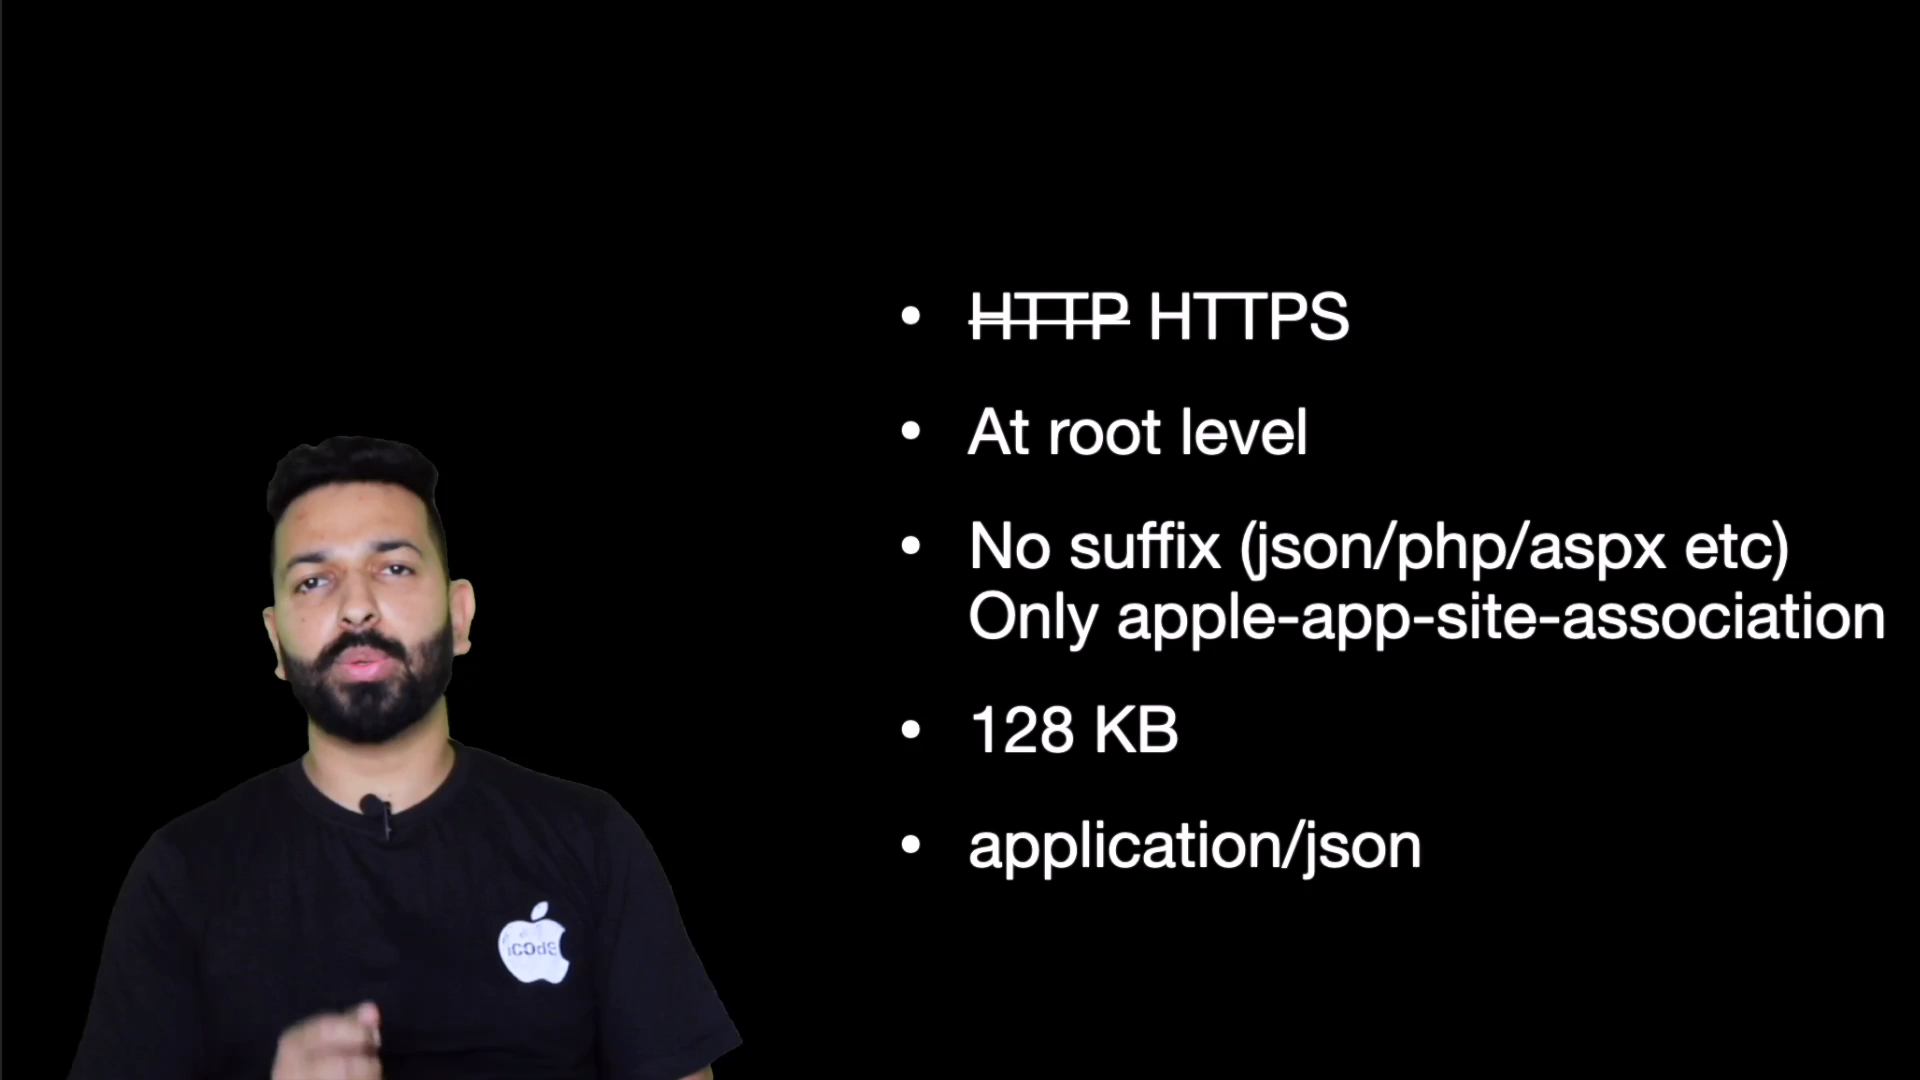 • HTTP HTTPS
• At root level
• No suffix (json/php/aspx etc)
Only apple-app-site-association
• 128 KB
• application/json
iCOdE